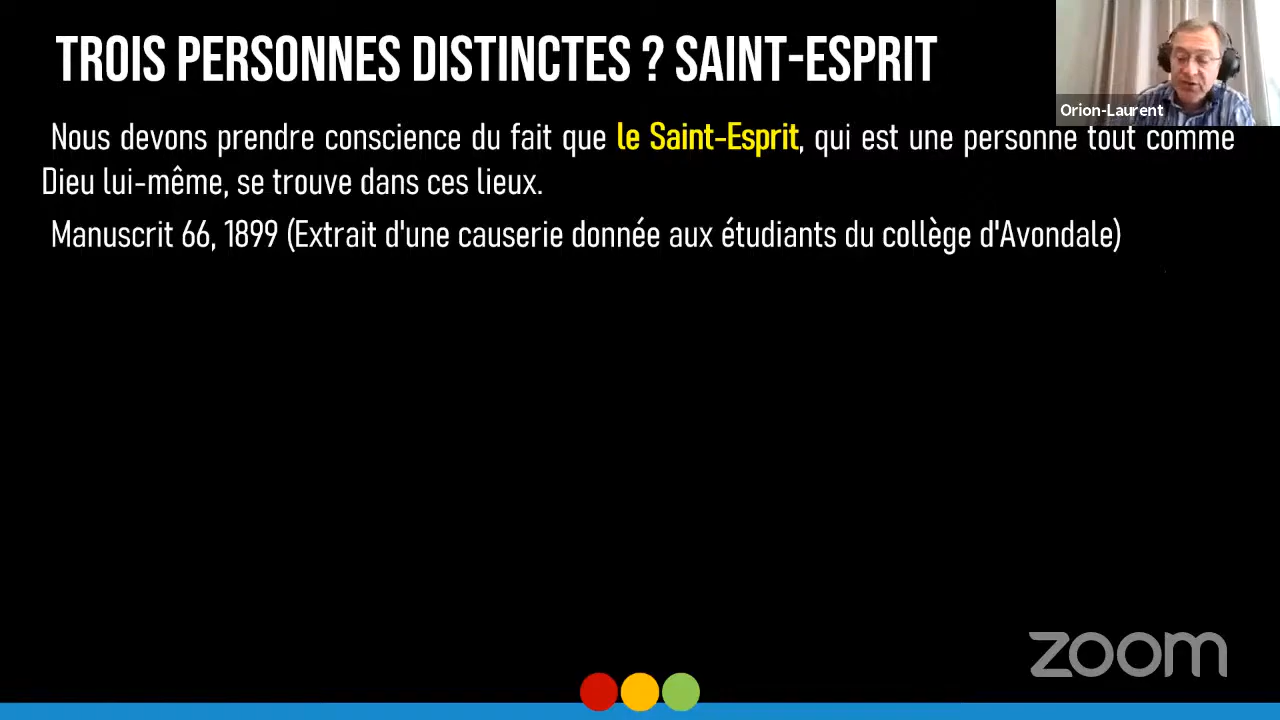 TROIS PERSONNES DISTINCTES ? SAINT-ESPRIT
Orion-Laurent
Nous devons prendre conscience du fait que le Saint-Esprit, qui est une personne tout comme
Dieu lui-même, se trouve dans ces lieux.
Manuscrit 66, 1899 (Extrait d'une causerie donnée aux étudiants du collège d'Avondale)
zoom